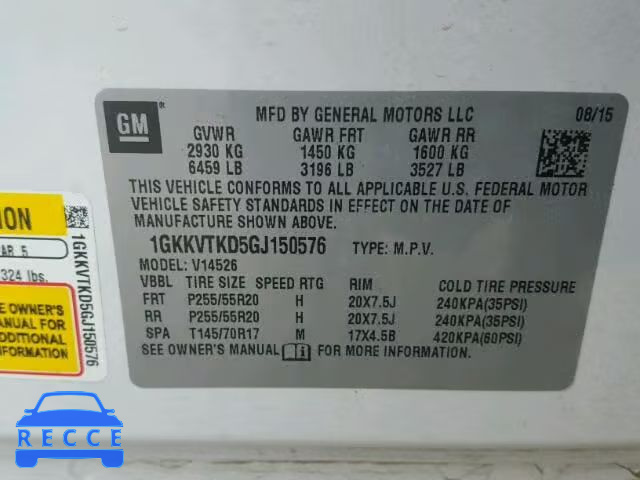 GM
MFD BY GENERAL MOTORS LLC 08/15
GVWR GAWR FRT GAWR RR
2930 KG 1450 KG 1600 KG
6459 LB 3196 LB 3527 LB
THIS VEHICLE CONFORMS TO ALL APPLICABLE U.S. FEDERAL MOTOR
VEHICLE SAFETY STANDARDS IN EFFECT ON THE DATE OF
MANUFACTURE SHOWN ABOVE.
1GKKVTKD5GJ150576 TYPE: M.P.V.
MODEL: V14526
VBBL TIRE SIZE SPEED RTG RIM COLD TIRE PRESSURE
FRT P255/55R20 H 20X7.5J 240KPA(35PSI)
RR P255/55R20 H 20X7.5J 240KPA(35PSI)
SPA T145/70R17 M 17X4.5B 420KPA(60PSI)
SEE OWNER'S MANUAL FOR MORE INFORMATION
ION
AR 5
324 lbs.
E OWNER'S
ANUAL FOR
DDITIONAL
ORMATION
1GKKVTKD5GJ150576
RECCE